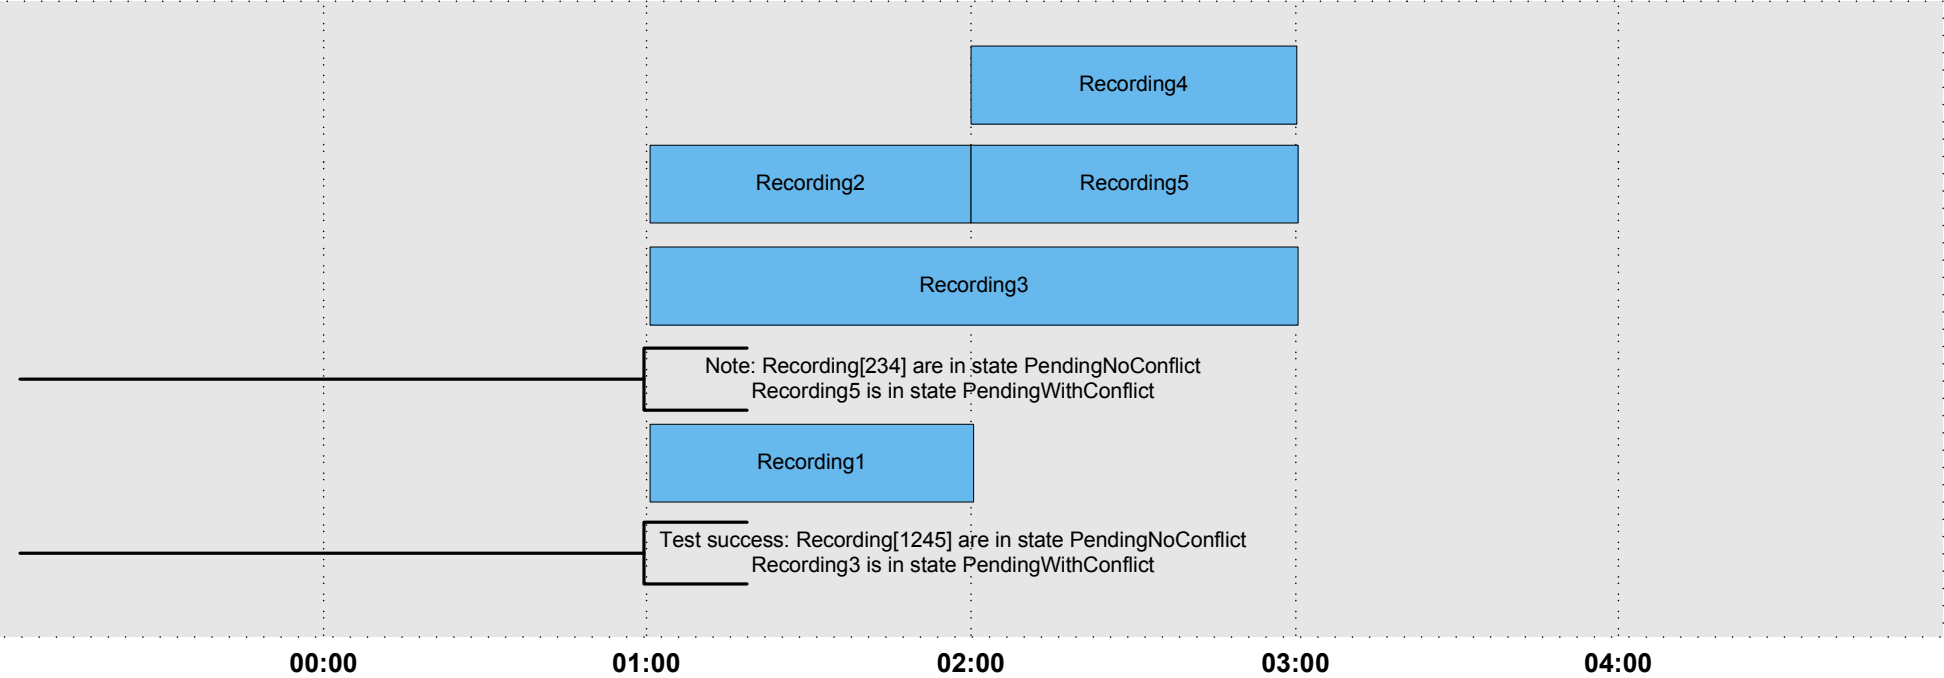 Recording4
Recording2
Recording5
Recording3
Note: Recording[234] are in state PendingNoConflict
Recording5 is in state PendingWithConflict
Recording1
Test success: Recording[1245] are in state PendingNoConflict
Recording3 is in state PendingWithConflict
00:00
01:00
02:00
03:00
04:00